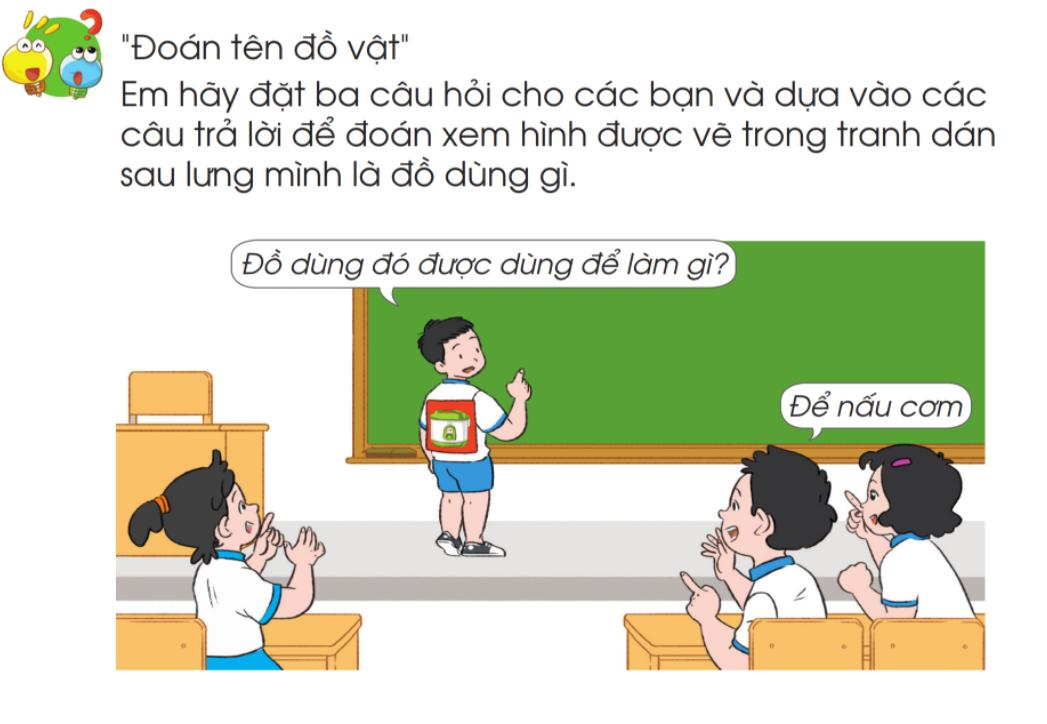 "Đoán tên đồ vật"
Em hãy đặt ba câu hỏi cho các bạn và dựa vào các
câu trả lời để đoán xem hình được vẽ trong tranh dán
sau lưng mình là đồ dùng gì.
Đồ dùng đó được dùng để làm gì?
Để nấu cơm